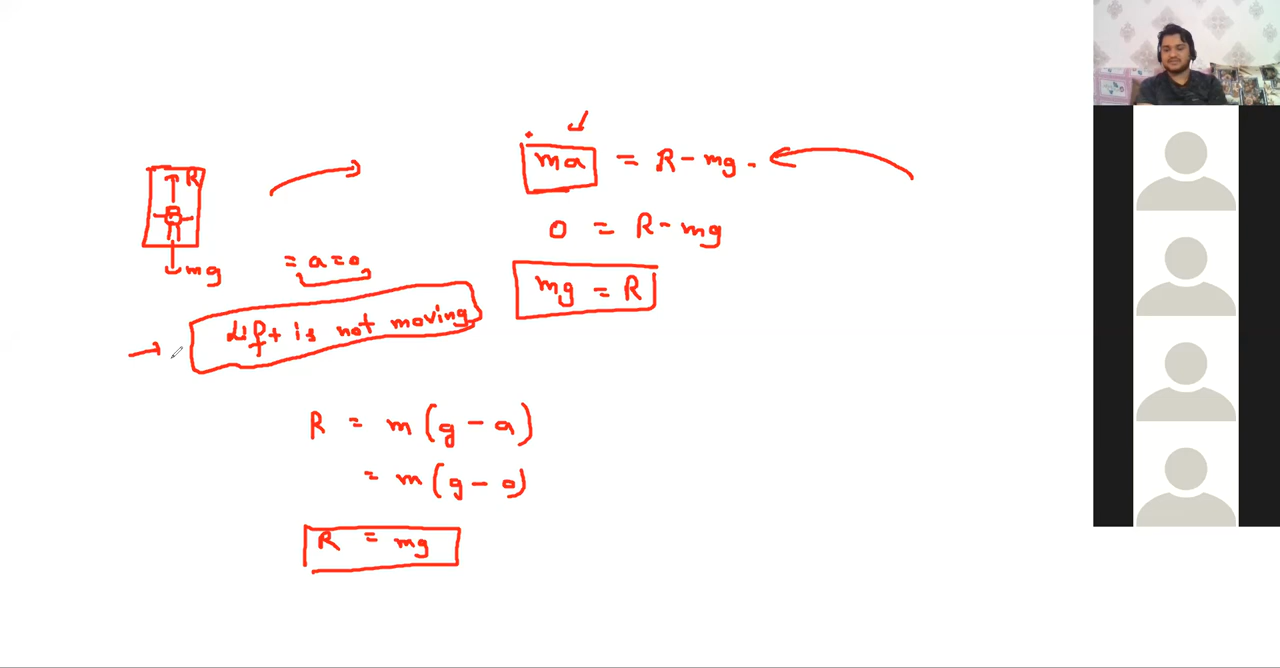 R
mg
= a = 0
Lift is not moving
ma = R - mg
0 = R - mg
mg = R
R = m(g - a)
= m(g - 0)
R = mg